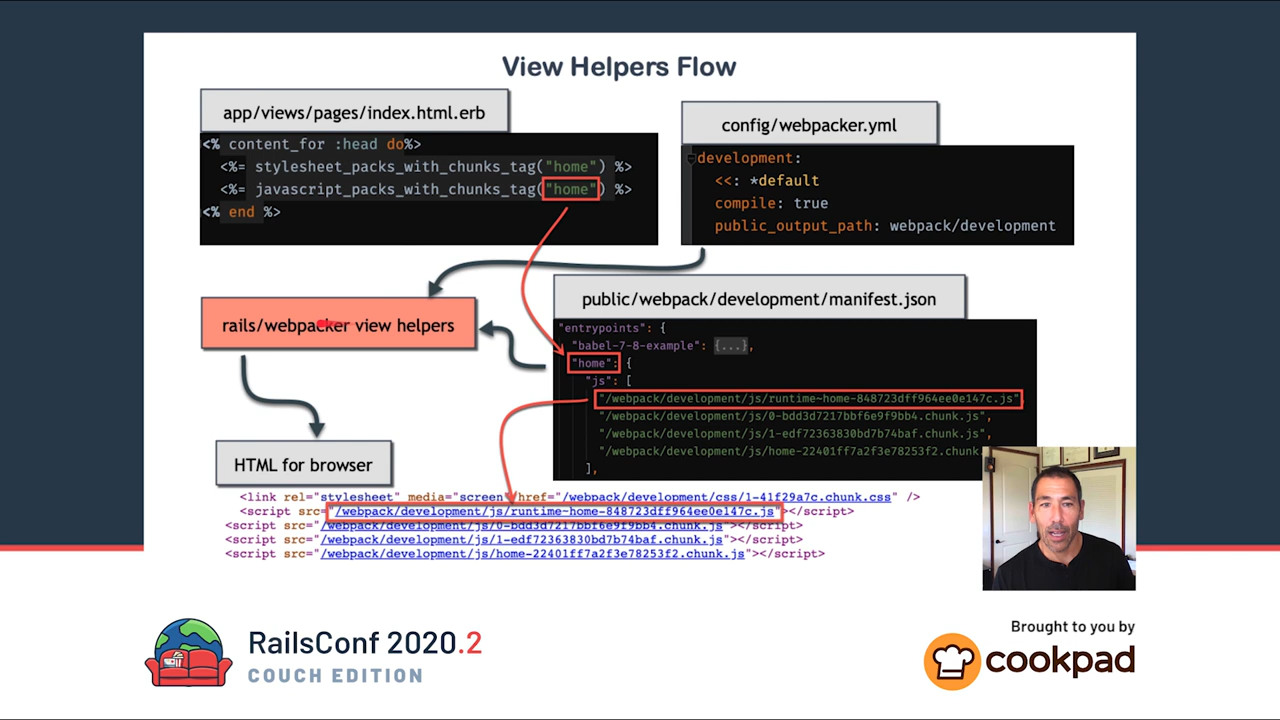 View Helpers Flow
app/views/pages/index.html.erb
<% content_for :head do%>
<%= stylesheet_packs_with_chunks_tag("home") %>
<%= javascript_packs_with_chunks_tag("home") %>
<% end %>
config/webpacker.yml
development:
<<: *default
compile: true
public_output_path: webpack/development
rails/webpacker view helpers
public/webpack/development/manifest.json
"entrypoints": {
"babel-7-8-example": {...},
"home": {
"js": [
"/webpack/development/js/runtime~home-848723dff964ee0e147c.js",
"/webpack/development/js/0-bdd3d7217bbf6e9f9bb4.chunk.js",
"/webpack/development/js/1-edf72363830bd7b74baf.chunk.js",
"/webpack/development/js/home-22401ff7a2f3e78253f2.chunk.
],
HTML for browser
<link rel="stylesheet" media="screen" href="/webpack/development/css/1-41f29a7c.chunk.css" />
<script src="/webpack/development/js/runtime~home-848723dff964ee0e147c.js"></script>
<script src="/webpack/development/js/0-bdd3d7217bbf6e9f9bb4.chunk.js"></script>
<script src="/webpack/development/js/1-edf72363830bd7b74baf.chunk.js"></script>
<script src="/webpack/development/js/home-22401ff7a2f3e78253f2.chunk.js"></script>
RailsConf 2020.2
COUCH EDITION
Brought to you by
cookpad